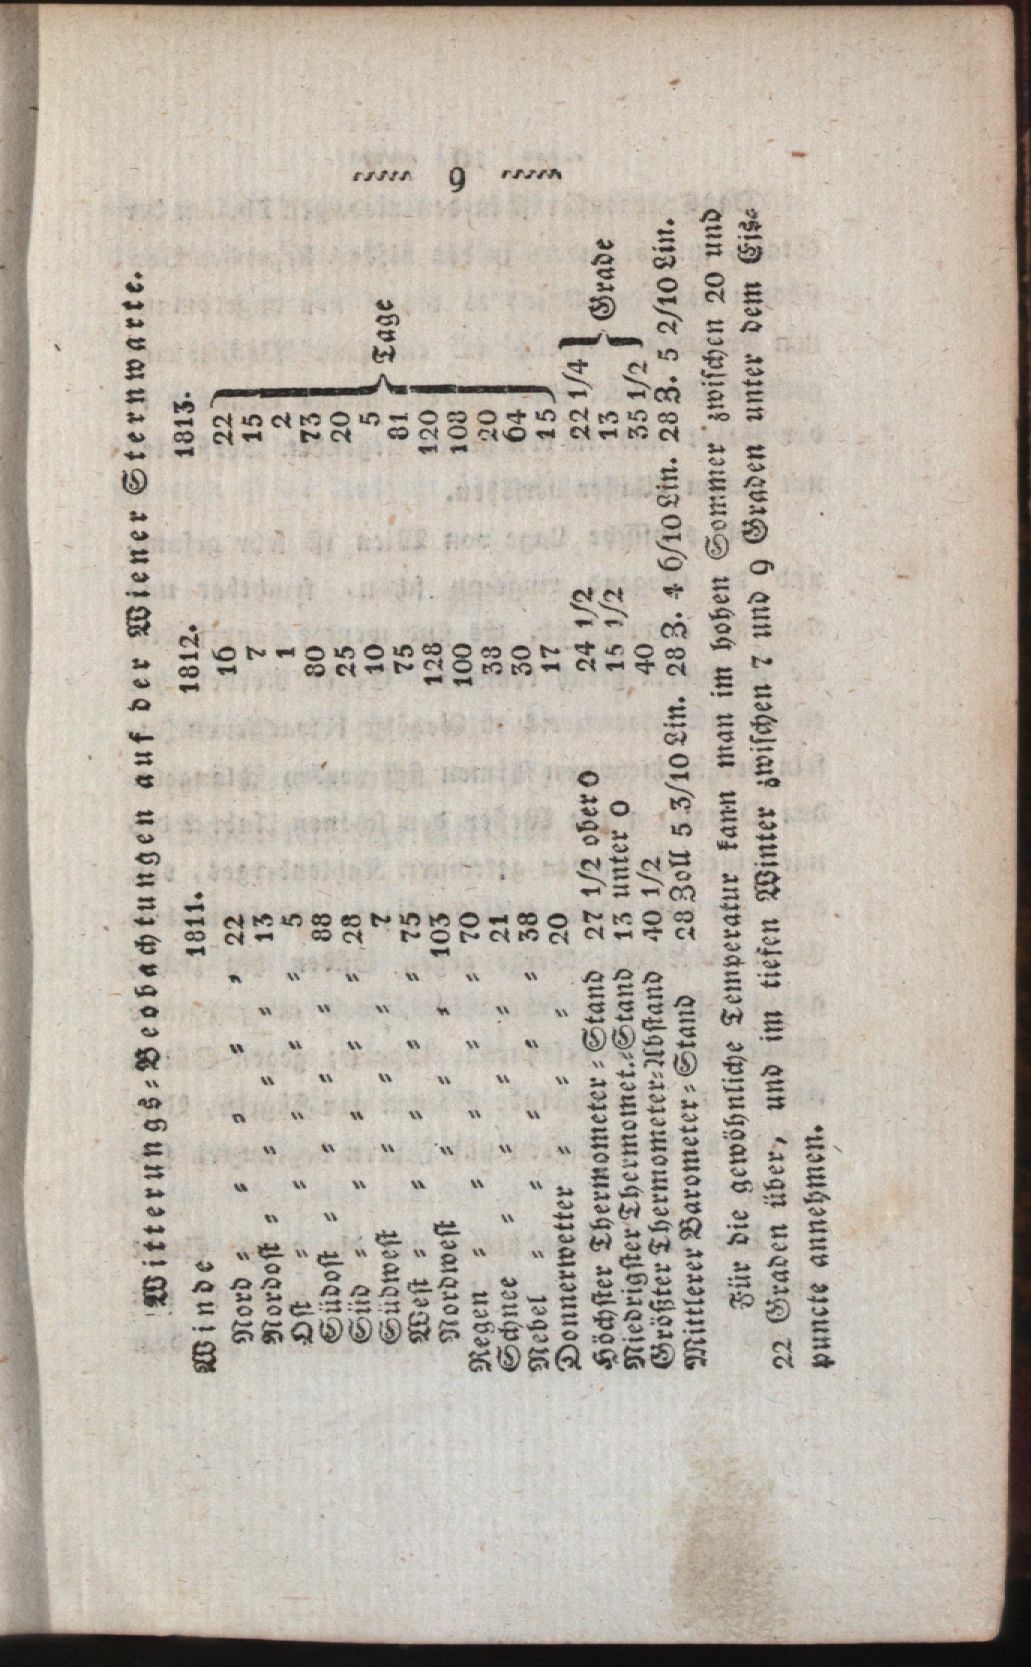 9
Witterungs-Beobachtungen auf der Wiener Sternwarte.
1811. 1812. 1813.
Winde
Nord " " " " " 22 16 22
Nordost " " " " 13 7 15
Ost " " " " " 5 1 2
Südost " " " " " 88 80 73
Süd " " " " " 28 25 20
Südwest " " " " 7 10 5
West " " " " " 75 75 81
Nordwest " " " " 103 128 120
Regen " " " " " 70 100 108
Schnee " " " " 21 38 20
Nebel " " " " " 38 30 64
Donnerwetter " " " 20 17 15 } Tage
Höchster Thermometer-Stand 27 1/2 ober 0 24 1/2 22 1/4
Niedrigster Thermomet.-Stand 13 unter 0 15 1/2 13 } Grade
Größter Thermometer-Abstand 40 1/2 40 35 1/2
Mittlerer Barometer-Stand 28 Zoll 5 3/10 Lin. 28 Z. 4 6/10 Lin. 28 Z. 5 2/10 Lin.
Für die gewöhnliche Temperatur kann man im hohen Sommer zwischen 20 und
22 Graden über, und im tiefen Winter zwischen 7 und 9 Graden unter dem Eis-
puncte annehmen.